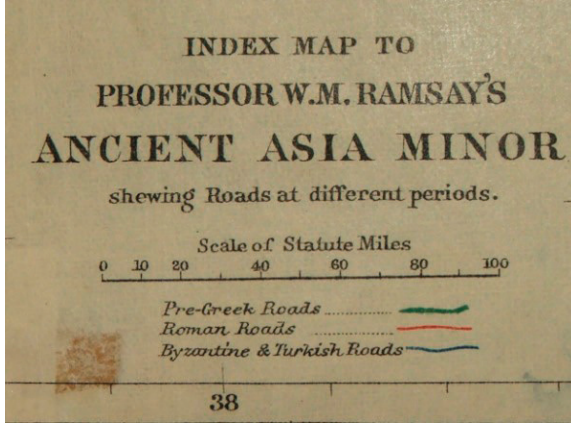 INDEX MAP TO
PROFESSOR W.M. RAMSAY'S
ANCIENT ASIA MINOR
shewing Roads at different periods.
Scale of Statute Miles
0 10 20 40 60 80 100
Pre-Greek Roads
Roman Roads
Byzantine & Turkish Roads
38